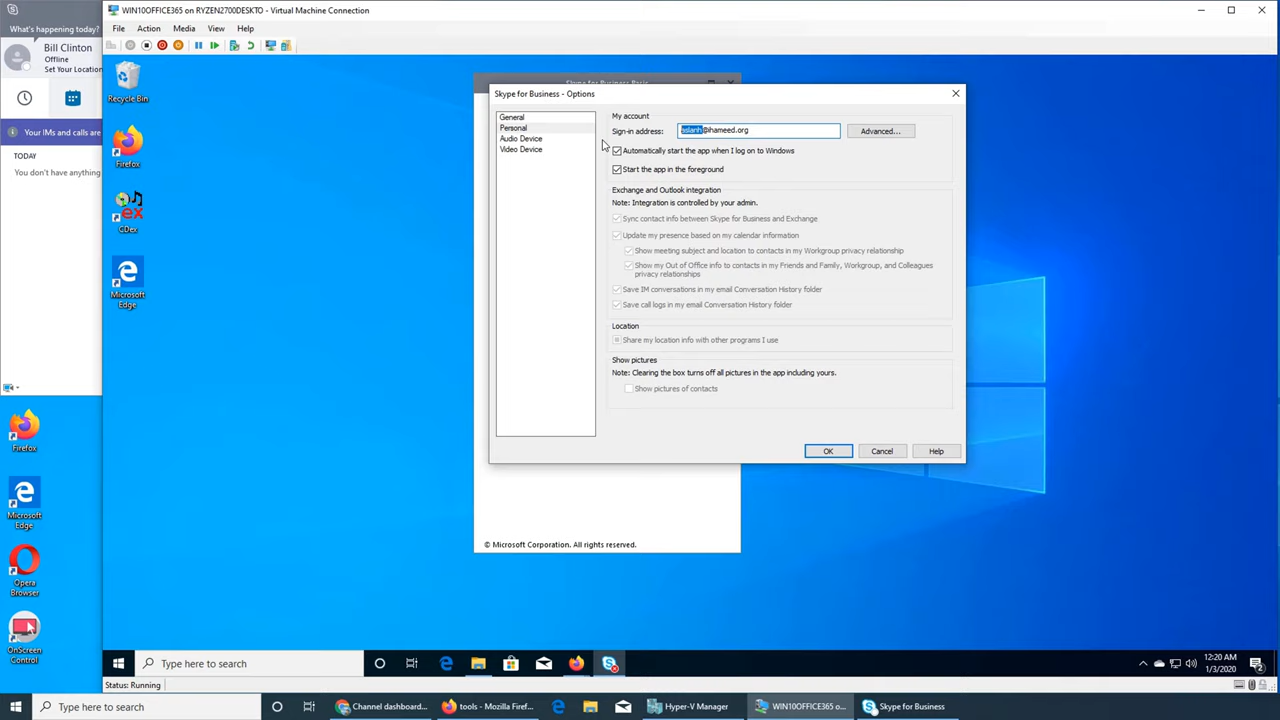 What's happening today?
Bill Clinton
Offline
Set Your Location
Your IMs and calls are
TODAY
You don't have anything
Firefox
Microsoft Edge
Opera Browser
OnScreen Control
WIN10OFFICE365 on RYZEN2700DESKTO - Virtual Machine Connection
File Action Media View Help
Recycle Bin
Firefox
CDex
Microsoft Edge
Skype for Business Basic
Skype for Business - Options
General
Personal
Audio Device
Video Device
My account
Sign-in address: aslanh@ihameed.org Advanced...
Automatically start the app when I log on to Windows
Start the app in the foreground
Exchange and Outlook integration
Note: Integration is controlled by your admin.
Sync contact info between Skype for Business and Exchange
Update my presence based on my calendar information
Show meeting subject and location to contacts in my Workgroup privacy relationship
Show my Out of Office info to contacts in my Friends and Family, Workgroup, and Colleagues
privacy relationships
Save IM conversations in my email Conversation History folder
Save call logs in my email Conversation History folder
Location
Share my location info with other programs I use
Show pictures
Note: Clearing the box turns off all pictures in the app including yours.
Show pictures of contacts
OK Cancel Help
© Microsoft Corporation. All rights reserved.
Type here to search
12:20 AM
1/3/2020
2
Status: Running
Type here to search Channel dashboard... tools - Mozilla Firef... Hyper-V Manager WIN10OFFICE365 o... Skype for Business